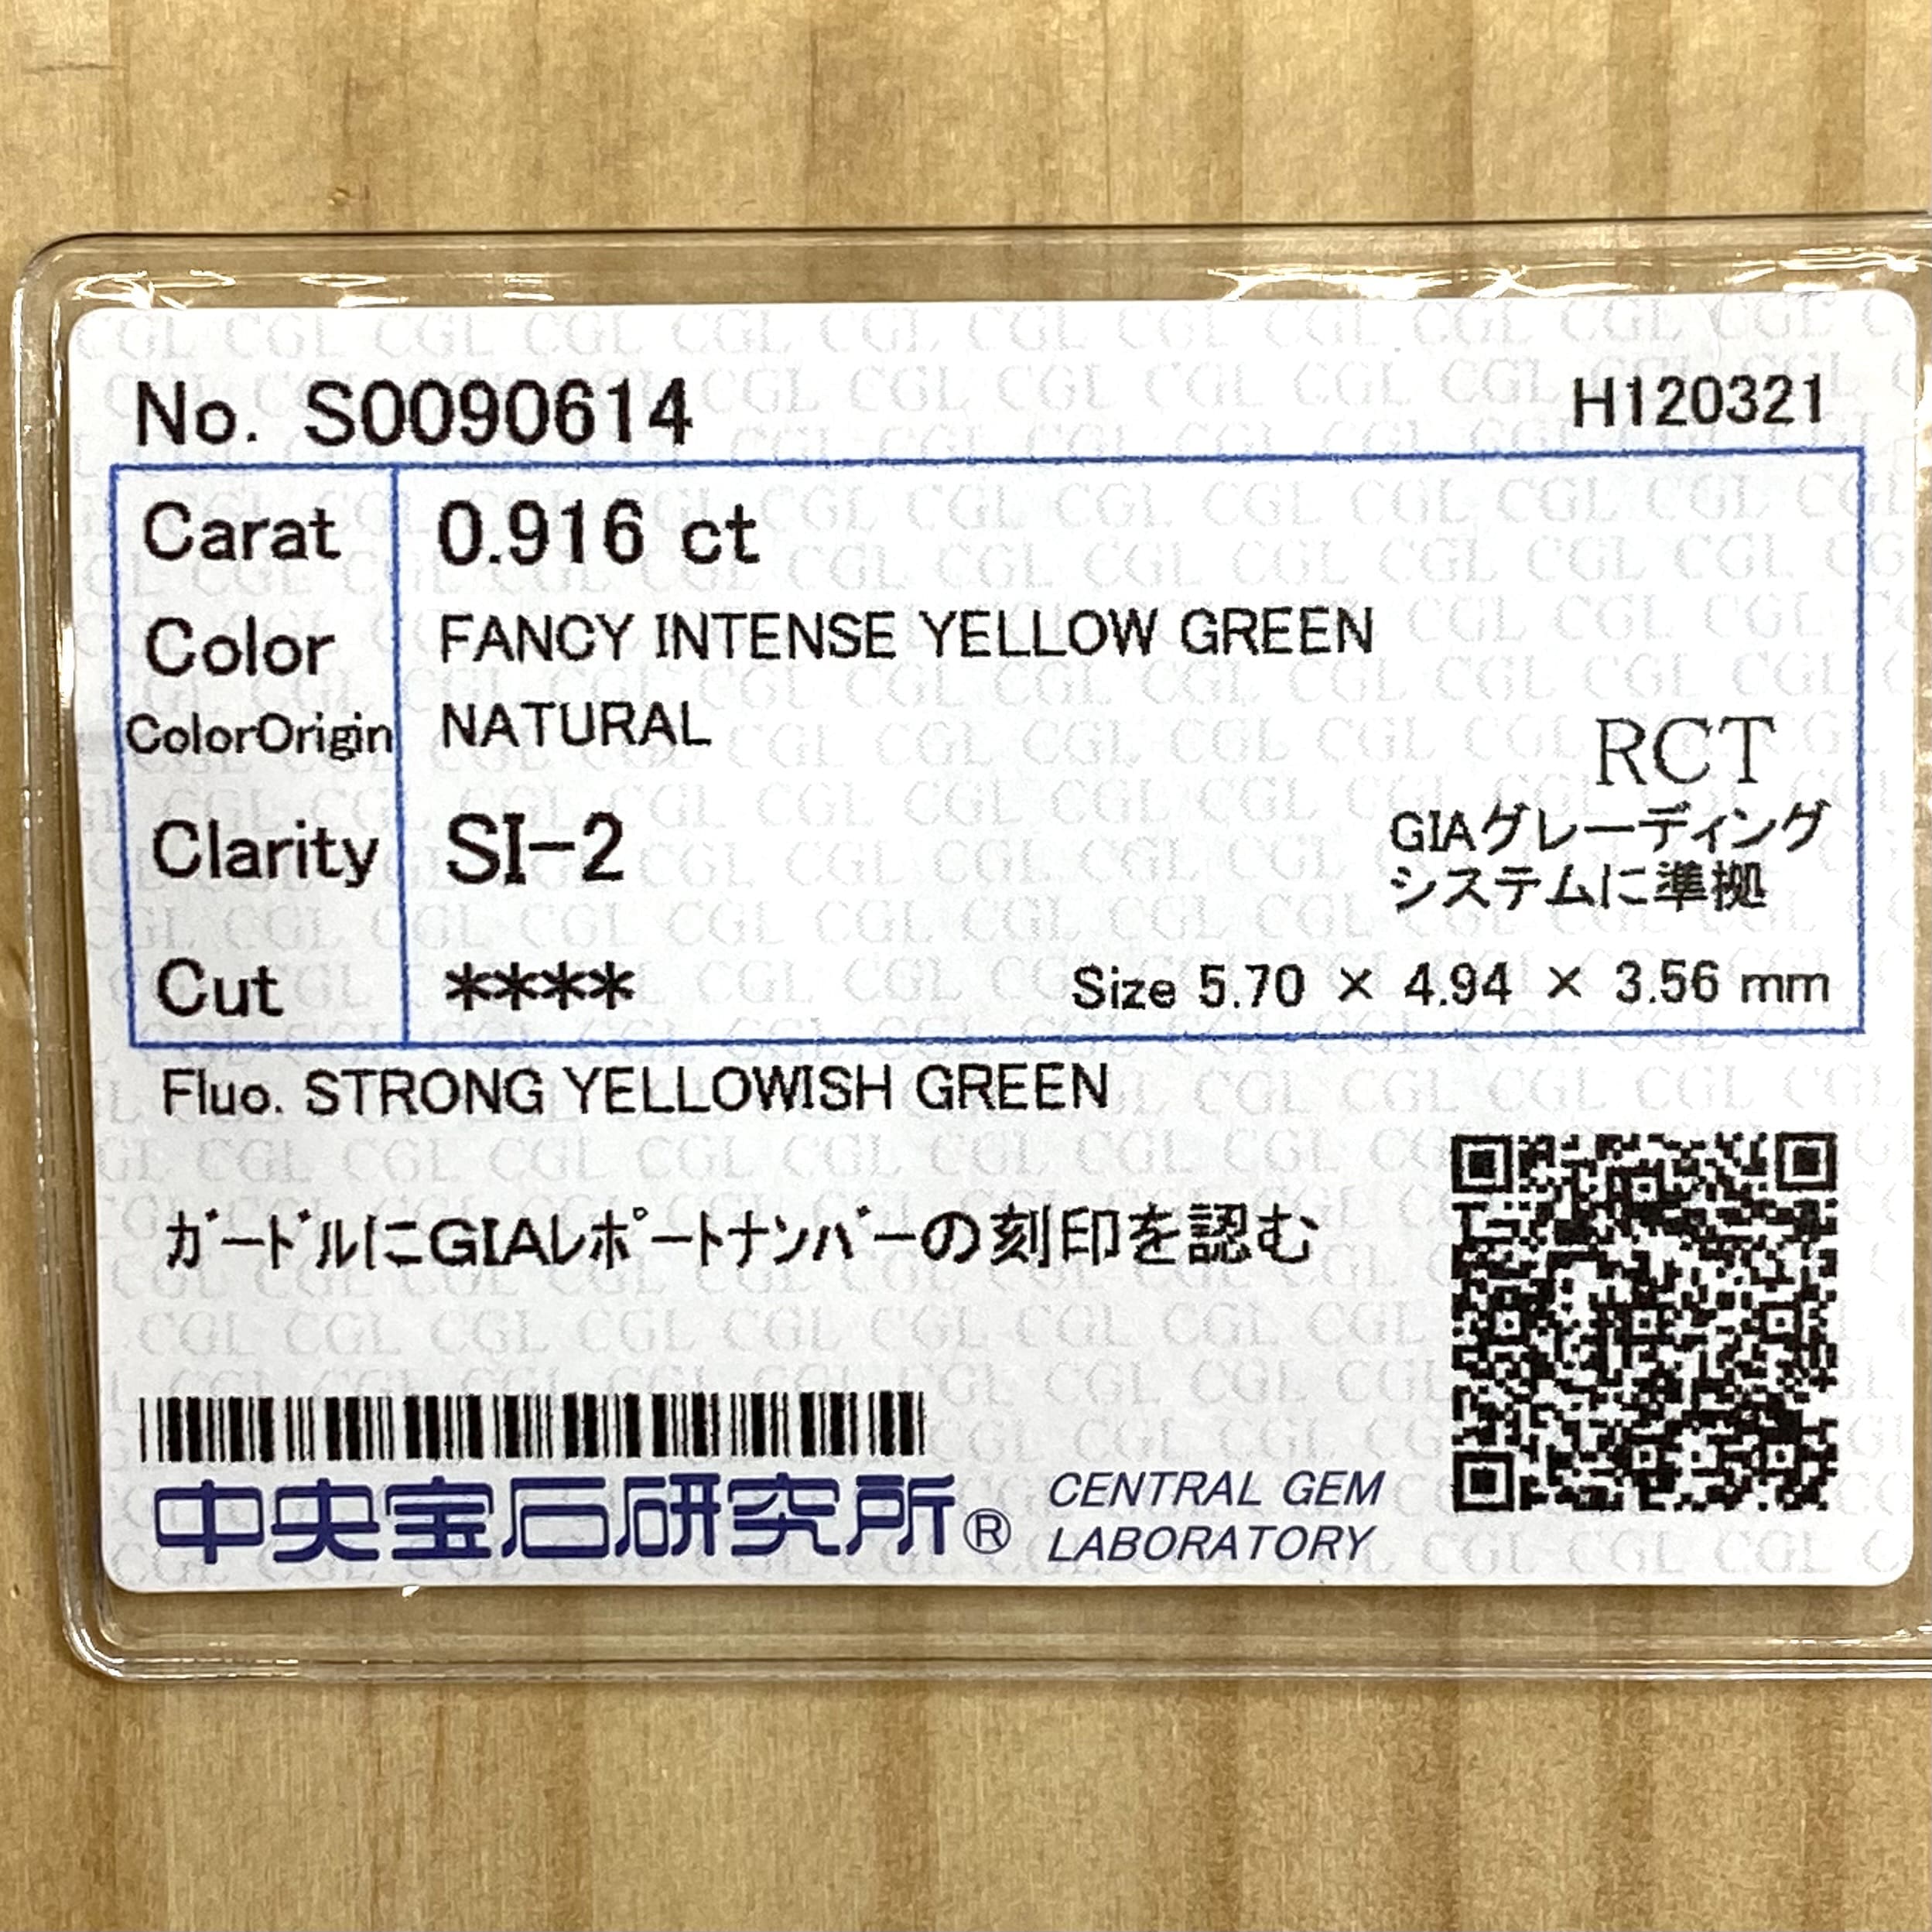 No. S0090614 H120321
Carat 0.916 ct
Color FANCY INTENSE YELLOW GREEN
ColorOrigin NATURAL
RCT
Clarity SI-2
GIAグレーディング
システムに準拠
Cut **** Size 5.70 × 4.94 × 3.56 mm
Fluo. STRONG YELLOWISH GREEN
ガードルにGIAレポートナンバーの刻印を認む
中央宝石研究所® CENTRAL GEM
LABORATORY